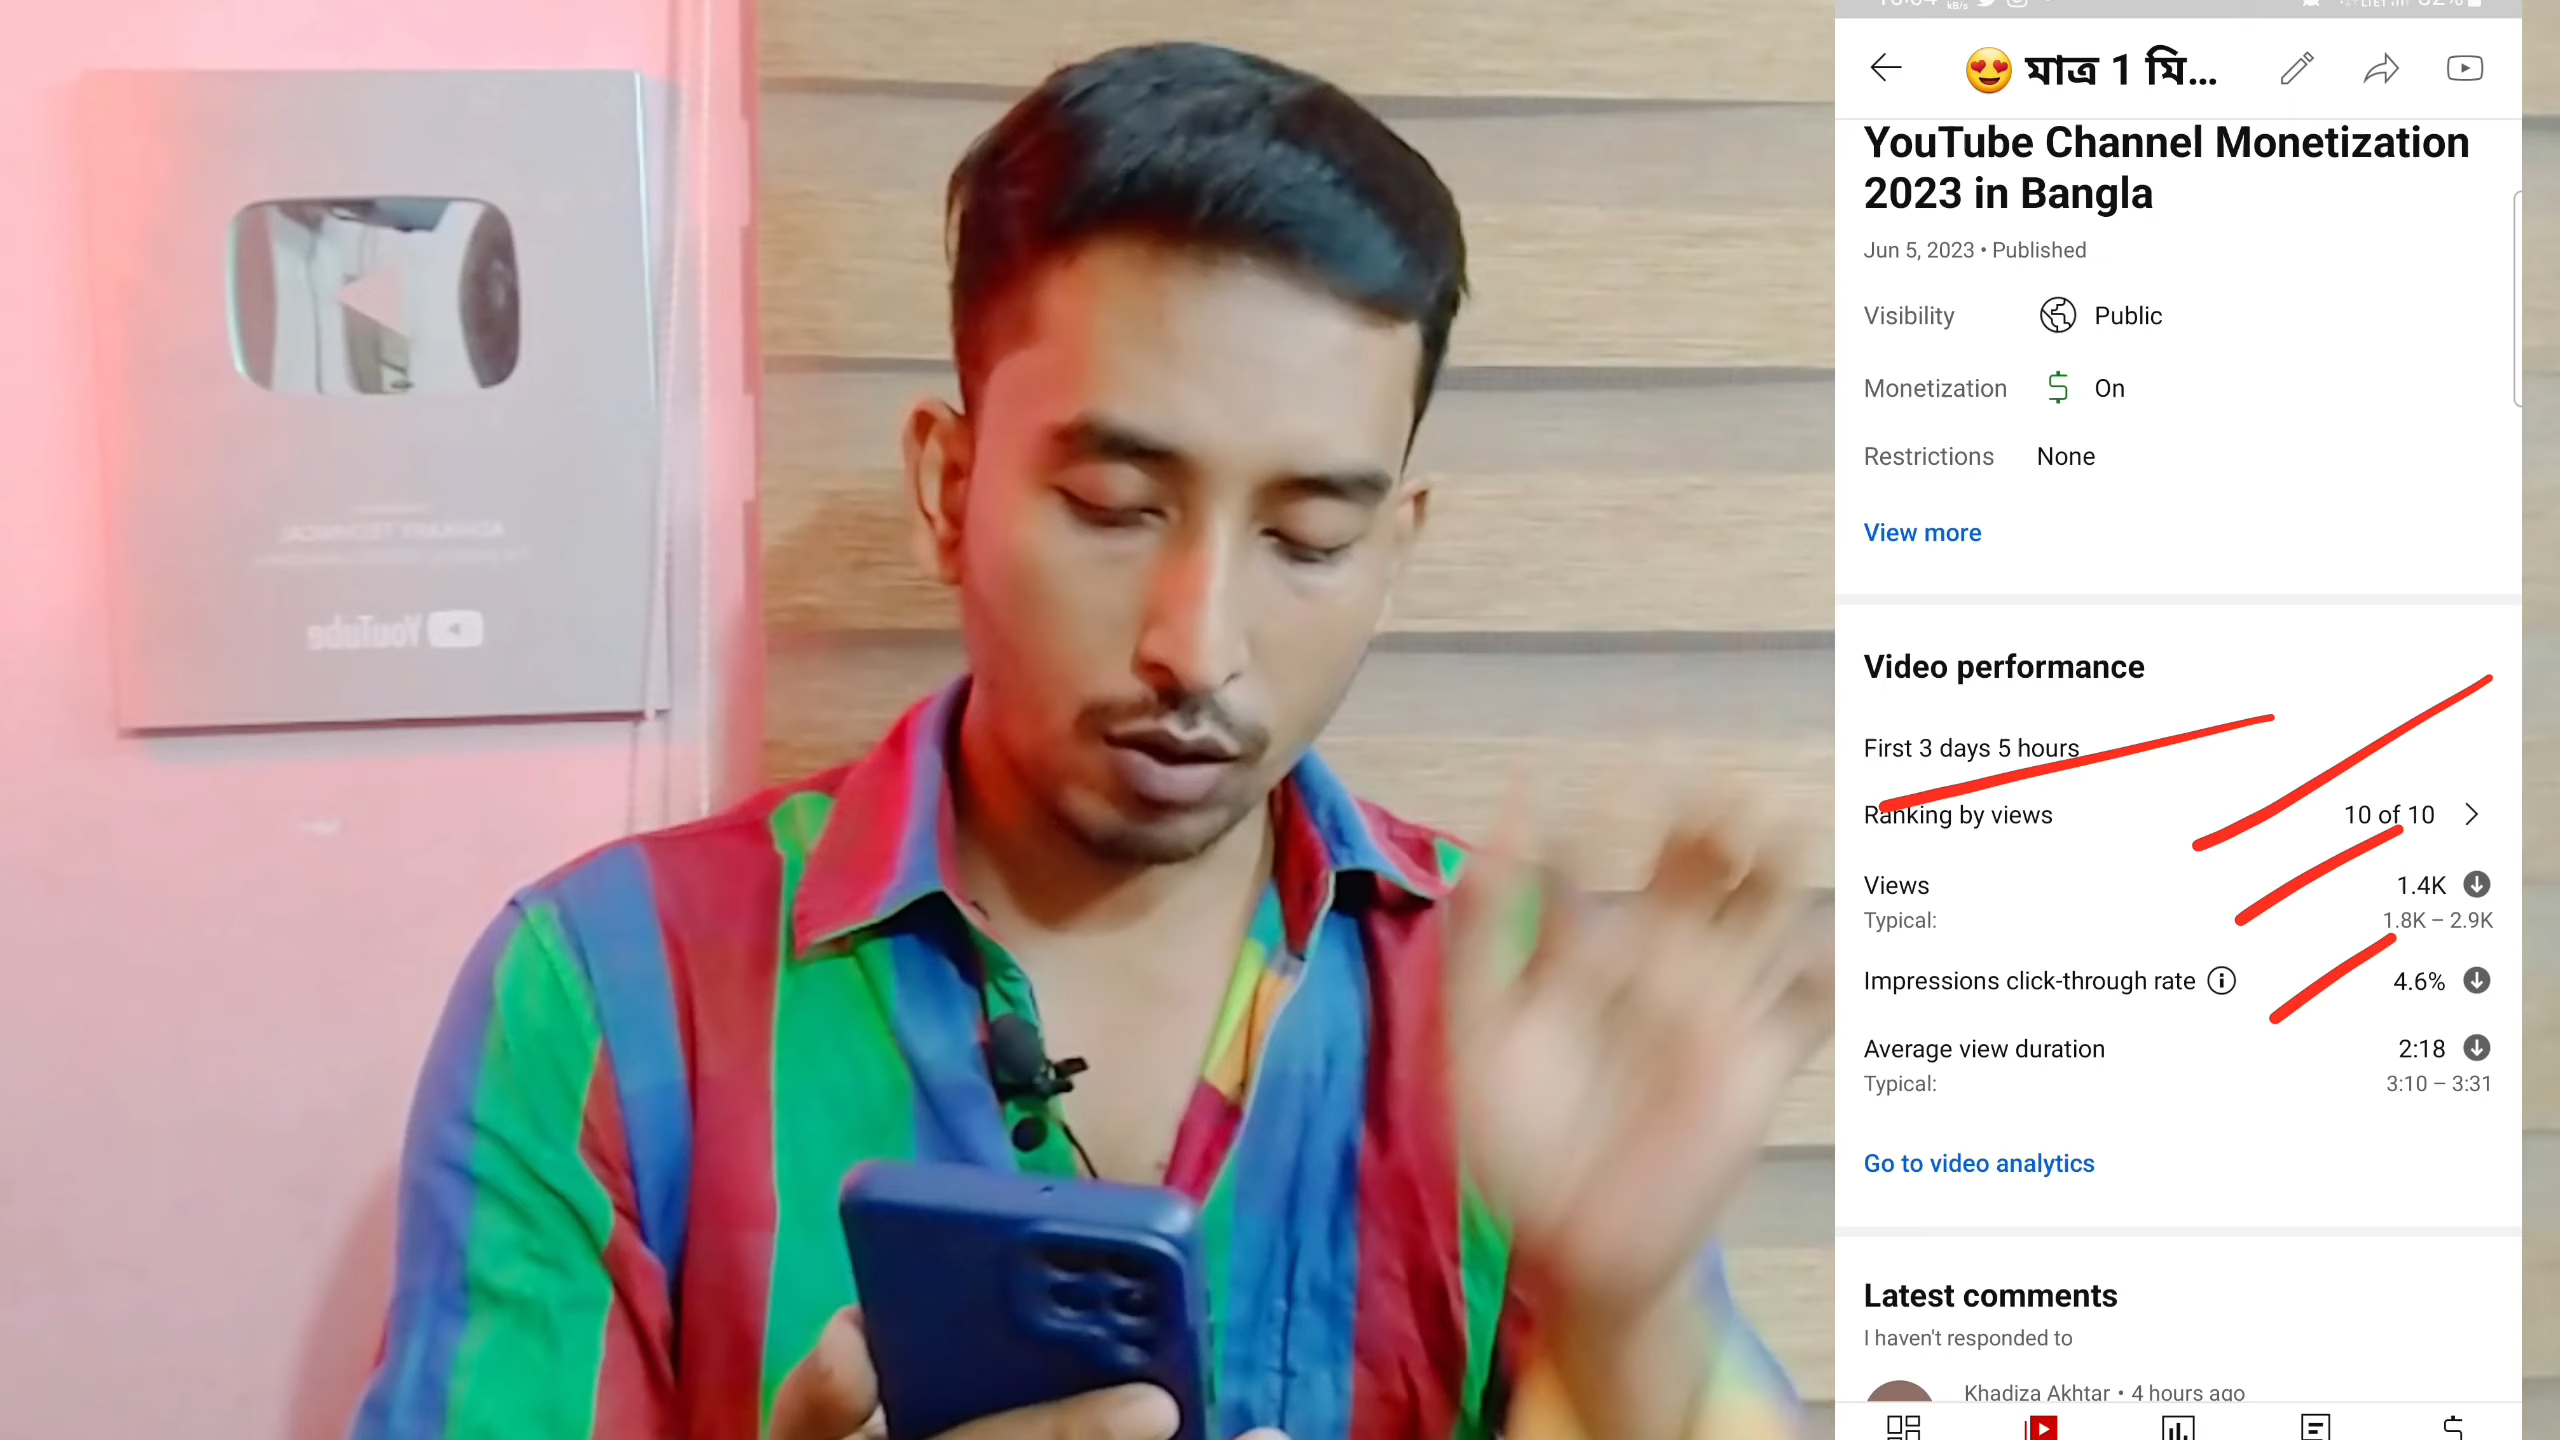 YouTube
kB/s
😍 মাত্র 1 মি...
YouTube Channel Monetization
2023 in Bangla
Jun 5, 2023 • Published
Visibility Public
Monetization On
Restrictions None
View more
Video performance
First 3 days 5 hours
Ranking by views 10 of 10
Views 1.4K
Typical: 1.8K – 2.9K
Impressions click-through rate 4.6%
Average view duration 2:18
Typical: 3:10 – 3:31
Go to video analytics
Latest comments
I haven't responded to
Khadiza Akhtar • 4 hours ago